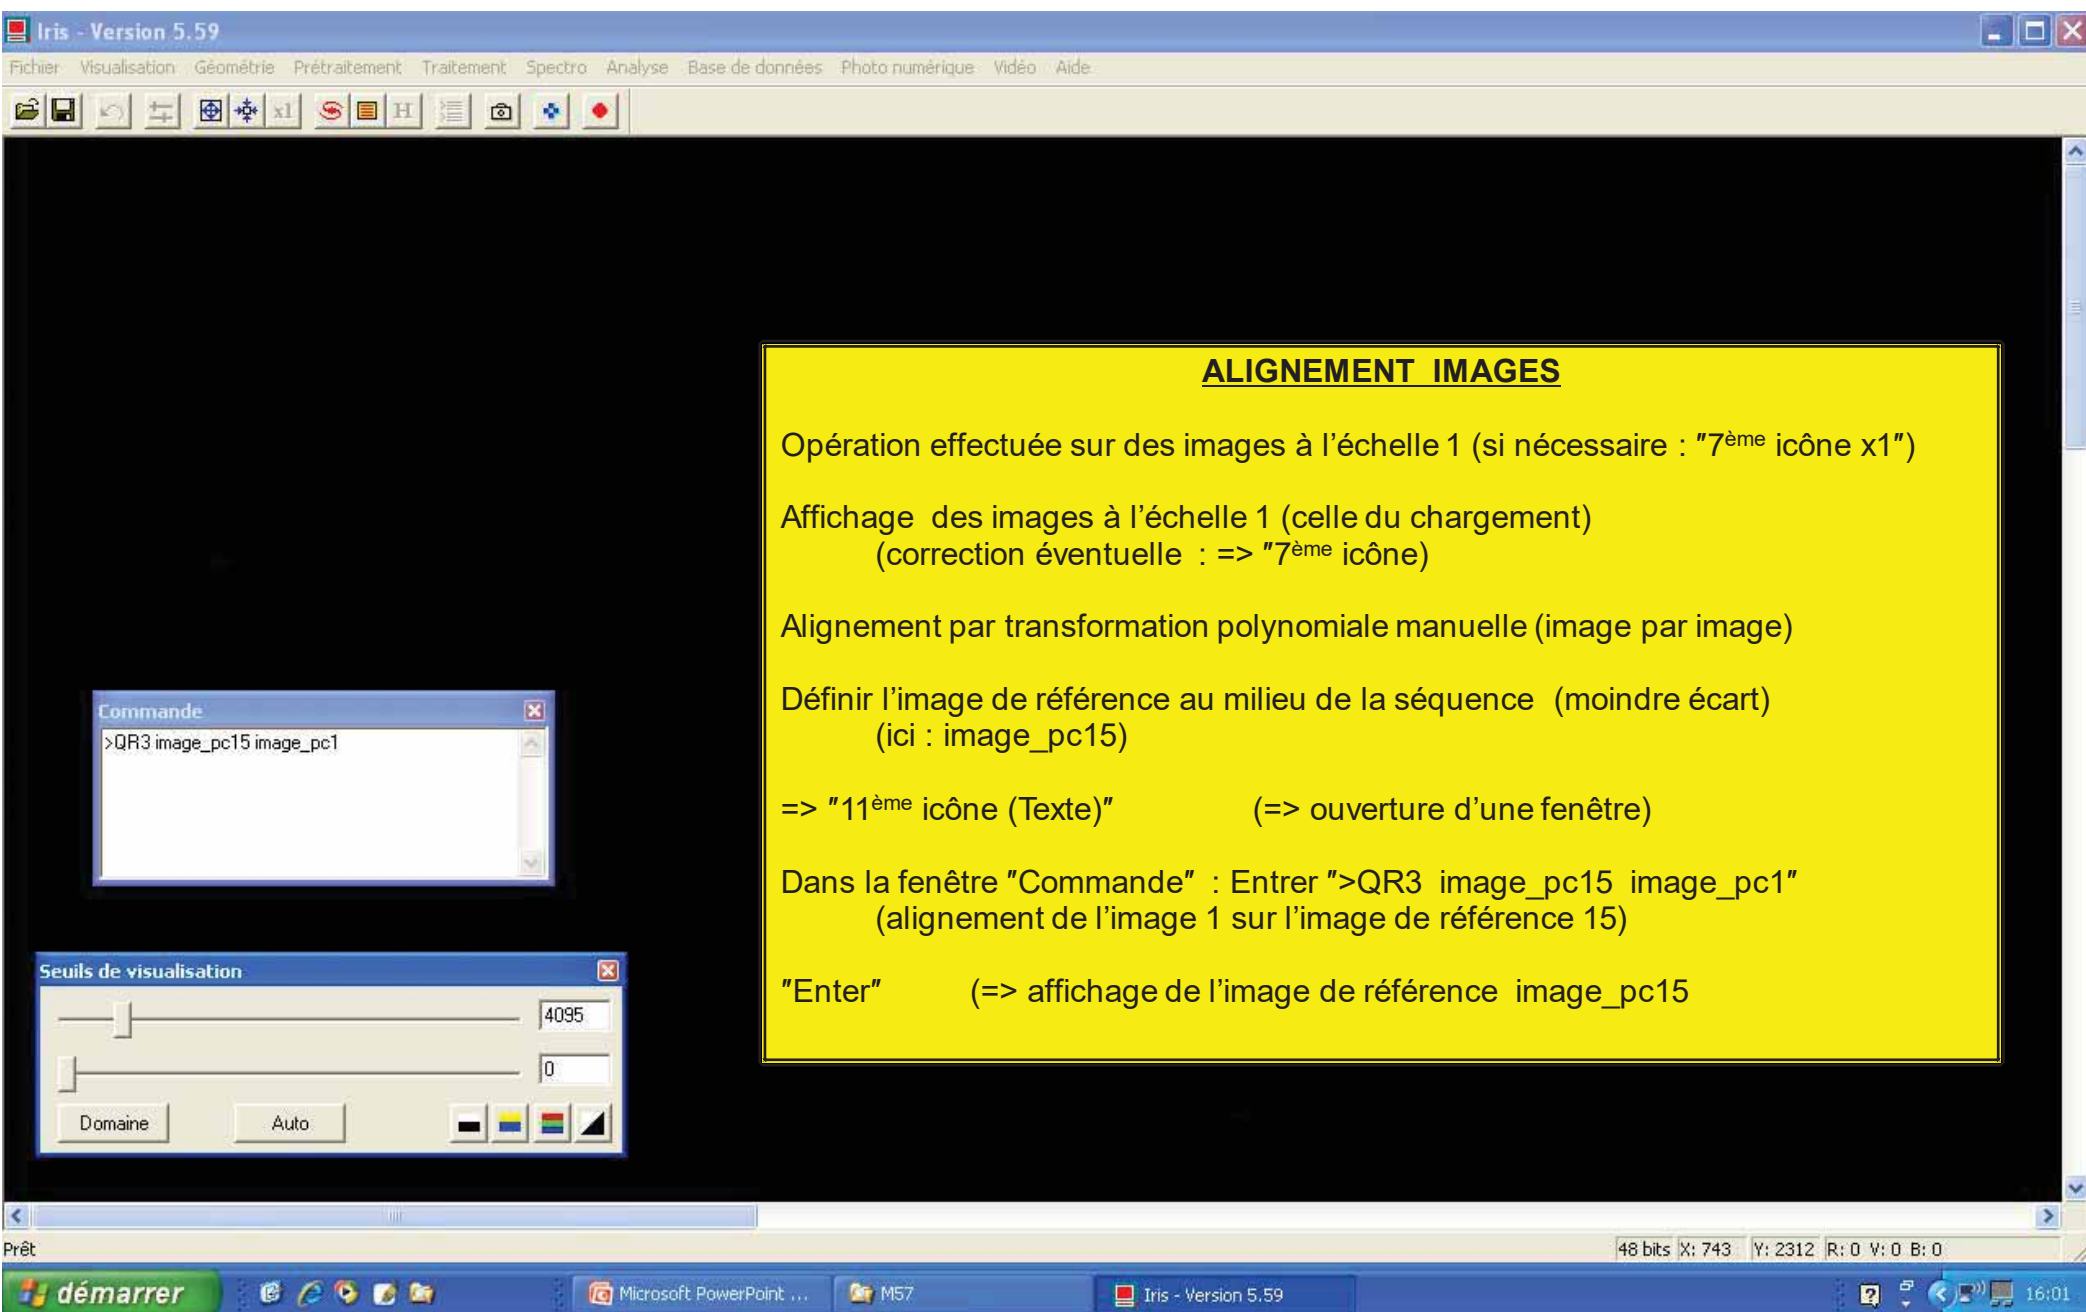 Iris - Version 5.59
Fichier Visualisation Géométrie Prétraitement Traitement Spectro Analyse Base de données Photo numérique Vidéo Aide
x1 H
ALIGNEMENT IMAGES
Opération effectuée sur des images à l’échelle 1 (si nécessaire : "7ème icône x1")
Affichage des images à l’échelle 1 (celle du chargement)
(correction éventuelle : => "7ème icône)
Alignement par transformation polynomiale manuelle (image par image)
Définir l’image de référence au milieu de la séquence (moindre écart)
(ici : image_pc15)
=> "11ème icône (Texte)" (=> ouverture d’une fenêtre)
Dans la fenêtre "Commande" : Entrer ">QR3 image_pc15 image_pc1"
(alignement de l’image 1 sur l’image de référence 15)
"Enter" (=> affichage de l’image de référence image_pc15
Commande
>QR3 image_pc15 image_pc1
Seuils de visualisation
4095
0
Domaine Auto
Prêt
48 bits X: 743 Y: 2312 R: 0 V: 0 B: 0
démarrer Microsoft PowerPoint ... M57 Iris - Version 5.59 16:01